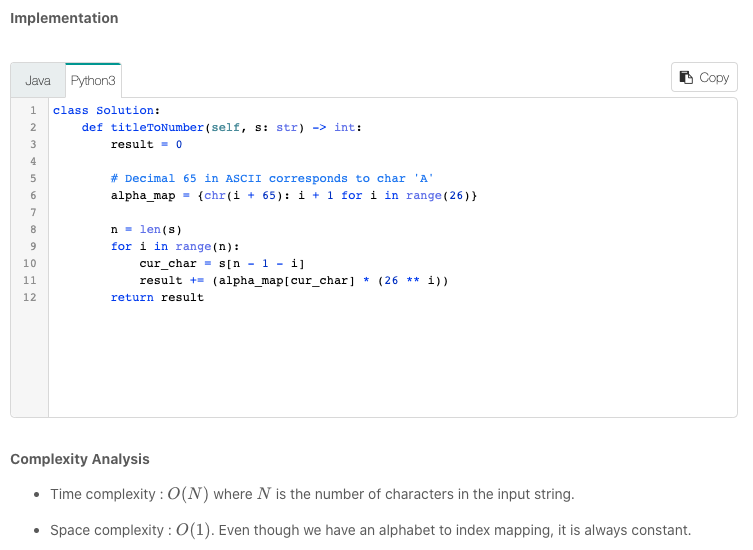 Implementation
Java
Python3
Copy
1 class Solution:
2     def titleToNumber(self, s: str) -> int:
3         result = 0
4
5         # Decimal 65 in ASCII corresponds to char 'A'
6         alpha_map = {chr(i + 65): i + 1 for i in range(26)}
7
8         n = len(s)
9         for i in range(n):
10             cur_char = s[n - 1 - i]
11             result += (alpha_map[cur_char] * (26 ** i))
12         return result
Complexity Analysis
• Time complexity : O(N) where N is the number of characters in the input string.
• Space complexity : O(1). Even though we have an alphabet to index mapping, it is always constant.